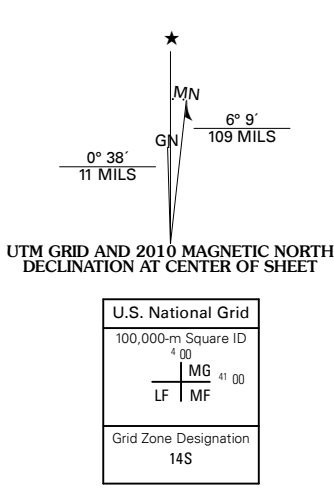 ★
MN
GN
6° 9´
109 MILS
0° 38´
11 MILS
UTM GRID AND 2010 MAGNETIC NORTH
DECLINATION AT CENTER OF SHEET
U.S. National Grid
100,000-m Square ID
4 00
MG 41 00
LF MF
Grid Zone Designation
14S